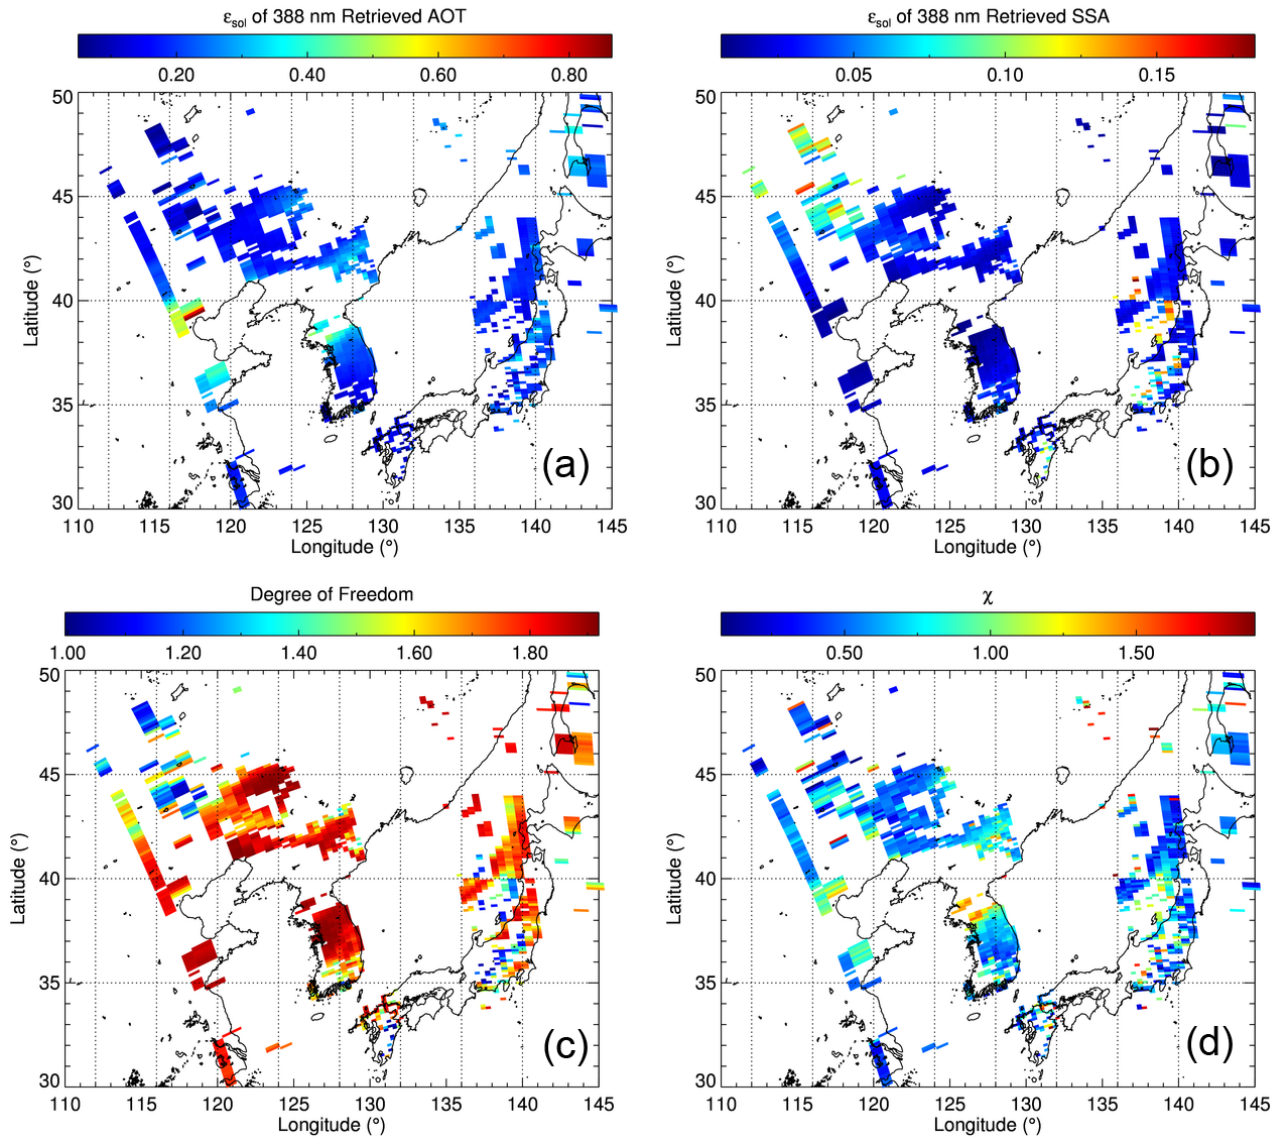 εsol of 388 nm Retrieved AOT
0.20 0.40 0.60 0.80
50
45
40
35
30
Latitude (°)
110 115 120 125 130 135 140 145
Longitude (°)
(a)
εsol of 388 nm Retrieved SSA
0.05 0.10 0.15
50
45
40
35
30
Latitude (°)
110 115 120 125 130 135 140 145
Longitude (°)
(b)
Degree of Freedom
1.00 1.20 1.40 1.60 1.80
50
45
40
35
30
Latitude (°)
110 115 120 125 130 135 140 145
Longitude (°)
(c)
χ
0.50 1.00 1.50
50
45
40
35
30
Latitude (°)
110 115 120 125 130 135 140 145
Longitude (°)
(d)